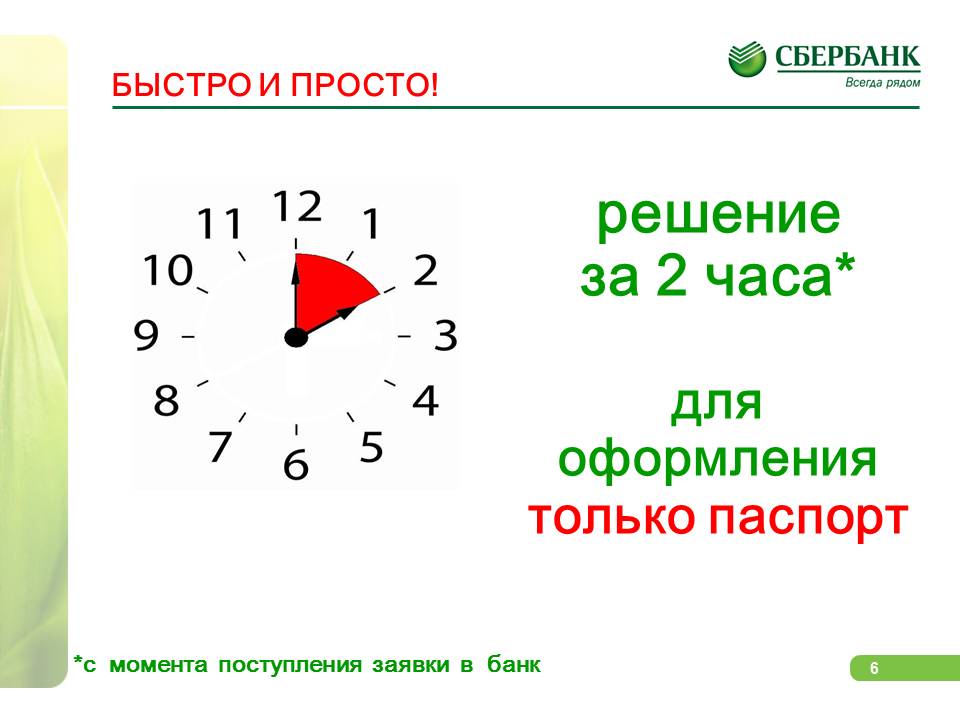 БЫСТРО И ПРОСТО!
СБЕРБАНК
Всегда рядом
12
11
1
10
2
9
3
8
4
7
5
6
решение
за 2 часа*
для
оформления
только паспорт
*с момента поступления заявки в банк
6